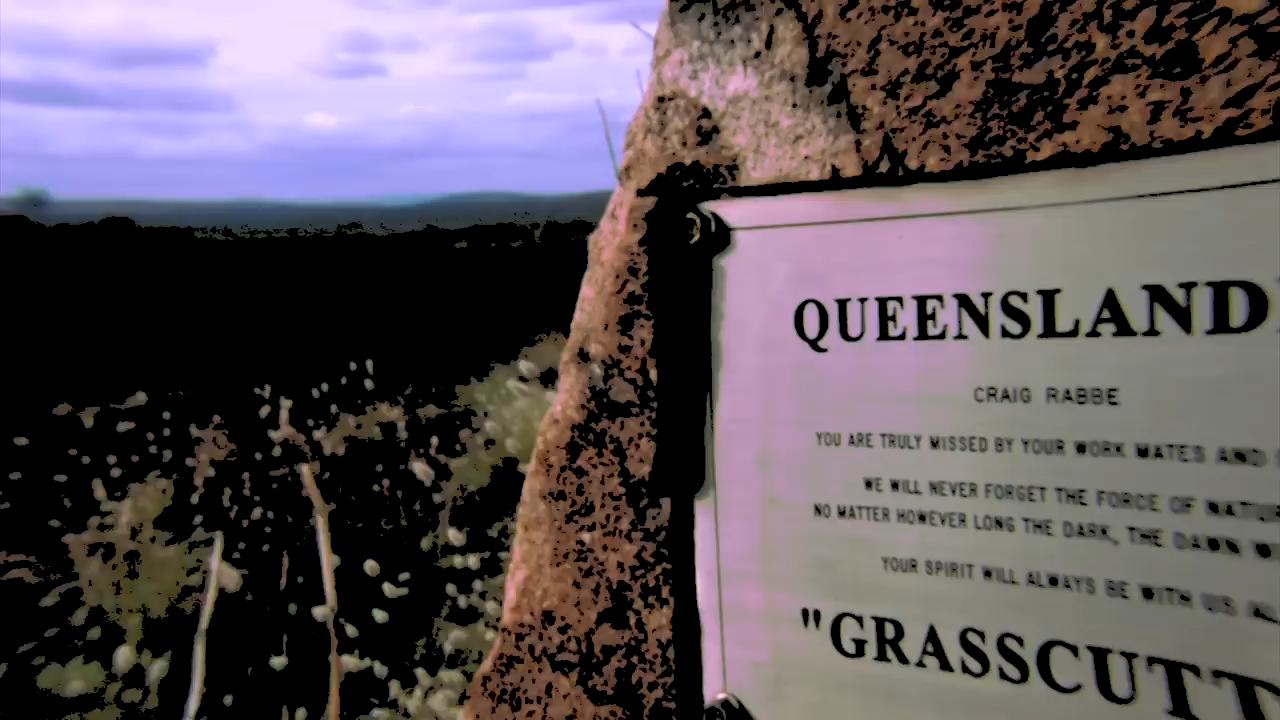 QUEENSLAND
CRAIG RABBE
YOU ARE TRULY MISSED BY YOUR WORK MATES AND
WE WILL NEVER FORGET THE FORCE OF
NO MATTER HOWEVER LONG THE DARK, THE DAWN
YOUR SPIRIT WILL ALWAYS BE WITH US
"GRASSCUTT